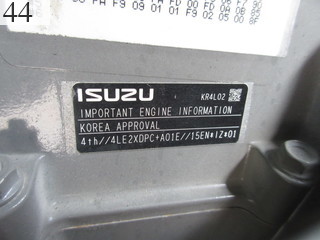 44
ISUZU KR4L02
IMPORTANT ENGINE INFORMATION
KOREA APPROVAL
4th//4LE2XDPC+A01E//15EN*IZ*01